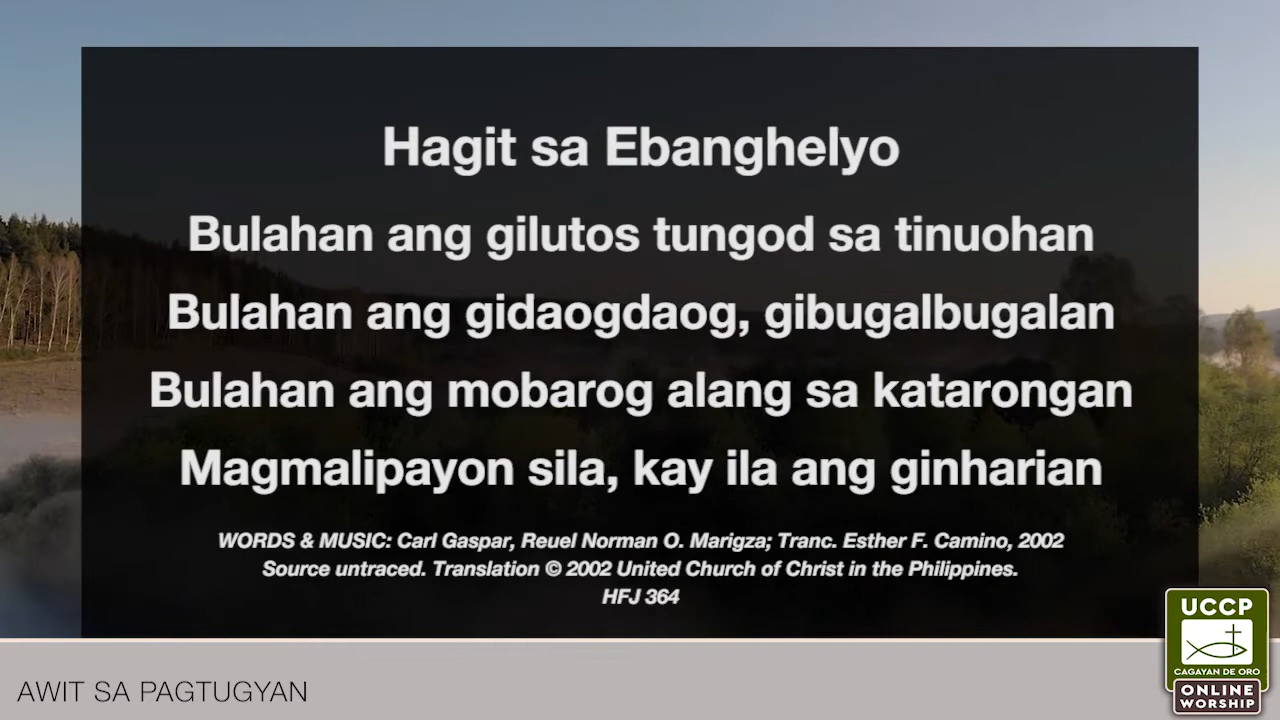 Hagit sa Ebanghelyo
Bulahan ang gilutos tungod sa tinuohan
Bulahan ang gidaogdaog, gibugalbugalan
Bulahan ang mobarog alang sa katarongan
Magmalipayon sila, kay ila ang ginharian
WORDS & MUSIC: Carl Gaspar, Reuel Norman O. Marigza; Tranc. Esther F. Camino, 2002
Source untraced. Translation © 2002 United Church of Christ in the Philippines.
HFJ 364
UCCP
CAGAYAN DE ORO
ONLINE
WORSHIP
AWIT SA PAGTUGYAN